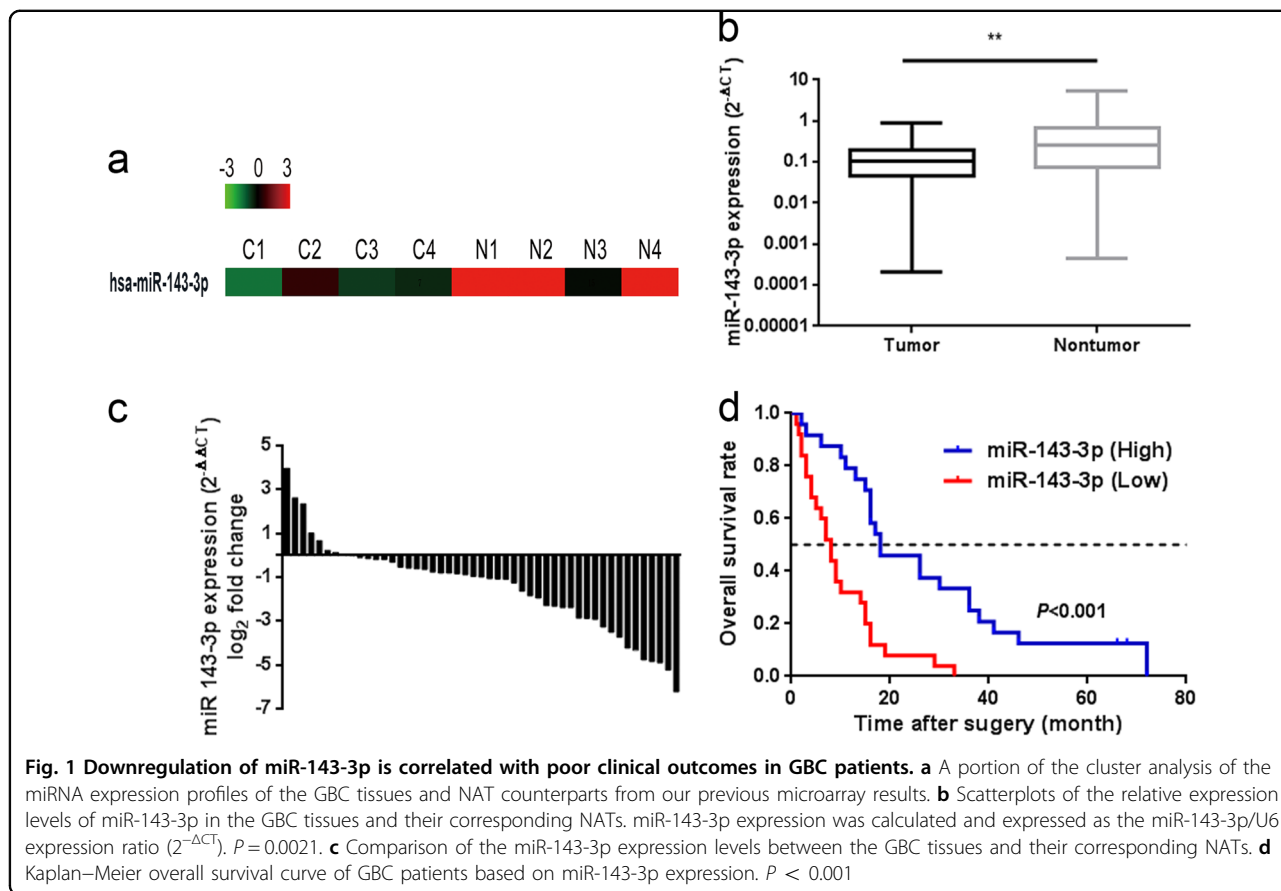 a
-3 0 3
C1 C2 C3 C4 N1 N2 N3 N4
hsa-miR-143-3p
b
**
miR-143-3p expression (2-ΔCT)
10
1
0.1
0.01
0.001
0.0001
0.00001
Tumor Nontumor
c
miR 143-3p expression (2-ΔΔCT)
log2 fold change
5
3
1
-1
-3
-5
-7
d
Overall survival rate
1.0
0.8
0.6
0.4
0.2
0.0
miR-143-3p (High)
miR-143-3p (Low)
P<0.001
0 20 40 60 80
Time after sugery (month)
Fig. 1 Downregulation of miR-143-3p is correlated with poor clinical outcomes in GBC patients. a A portion of the cluster analysis of the
miRNA expression profiles of the GBC tissues and NAT counterparts from our previous microarray results. b Scatterplots of the relative expression
levels of miR-143-3p in the GBC tissues and their corresponding NATs. miR-143-3p expression was calculated and expressed as the miR-143-3p/U6
expression ratio (2−ΔCT). P = 0.0021. c Comparison of the miR-143-3p expression levels between the GBC tissues and their corresponding NATs. d
Kaplan−Meier overall survival curve of GBC patients based on miR-143-3p expression. P < 0.001